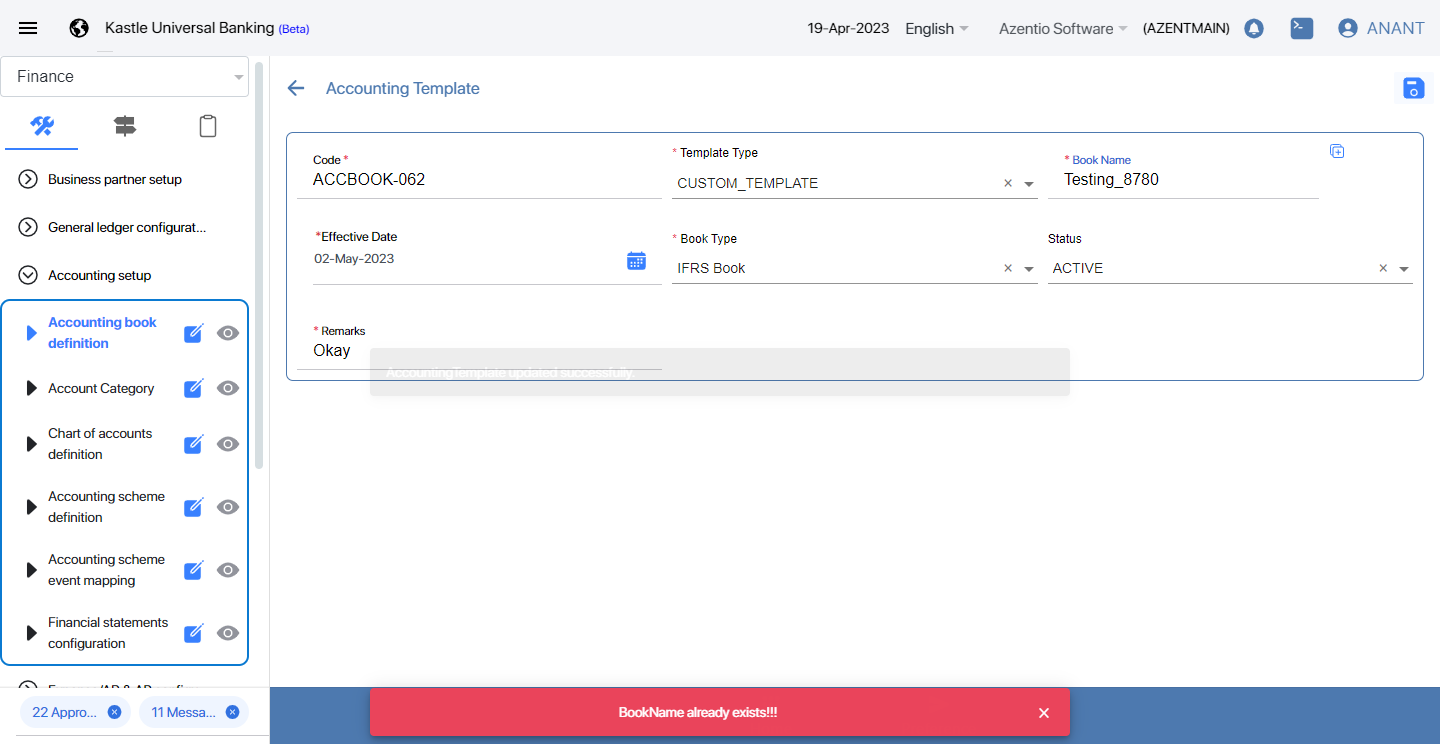 Kastle Universal Banking (Beta)
19-Apr-2023
English
Azentio Software
(AZENTMAIN)
ANANT
Finance
Business partner setup
General ledger configurat...
Accounting setup
Accounting book
definition
Account Category
Chart of accounts
definition
Accounting scheme
definition
Accounting scheme
event mapping
Financial statements
configuration
22 Appro...
11 Messa...
Accounting Template
Code *
ACCBOOK-062
* Template Type
CUSTOM_TEMPLATE
* Book Name
Testing_8780
*Effective Date
02-May-2023
* Book Type
IFRS Book
Status
ACTIVE
* Remarks
Okay
AccountingTemplate updated successfully
BookName already exists!!!